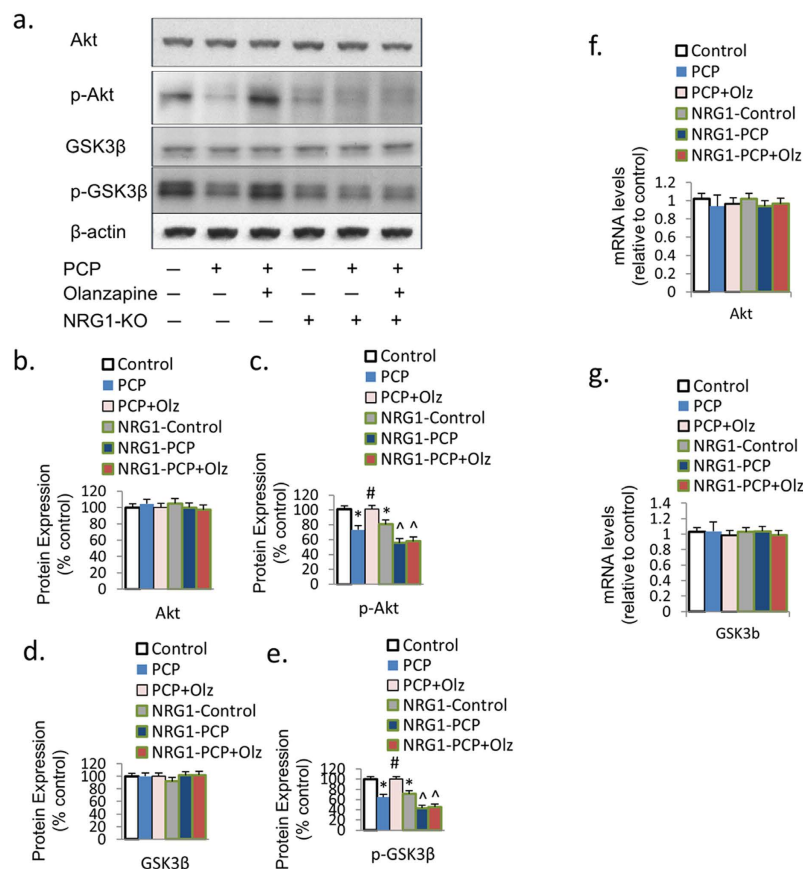 a.
Akt
p-Akt
GSK3β
p-GSK3β
β-actin
PCP – + + – + +
Olanzapine – – + – – +
NRG1-KO – – – + + +
b.
Control
PCP
PCP+Olz
NRG1-Control
NRG1-PCP
NRG1-PCP+Olz
Protein Expression
(% control)
120
100
80
60
40
20
0
Akt
c.
Control
PCP
PCP+Olz
NRG1-Control
NRG1-PCP
NRG1-PCP+Olz
Protein Expression
(% control)
120
100
80
60
40
20
0
* # * ^ ^
p-Akt
d.
Control
PCP
PCP+Olz
NRG1-Control
NRG1-PCP
NRG1-PCP+Olz
Protein Expression
(% control)
120
100
80
60
40
20
0
GSK3β
e.
Control
PCP
PCP+Olz
NRG1-Control
NRG1-PCP
NRG1-PCP+Olz
Protein Expression
(% control)
120
100
80
60
40
20
0
* # * ^ ^
p-GSK3β
f.
Control
PCP
PCP+Olz
NRG1-Control
NRG1-PCP
NRG1-PCP+Olz
mRNA levels
(relative to control)
1.2
1
0.8
0.6
0.4
0.2
0
Akt
g.
Control
PCP
PCP+Olz
NRG1-Control
NRG1-PCP
NRG1-PCP+Olz
mRNA levels
(relative to control)
1.4
1.2
1
0.8
0.6
0.4
0.2
0
GSK3b